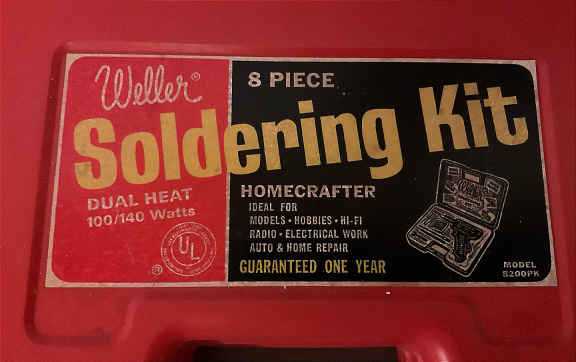 Weller®
8 PIECE
Soldering Kit
DUAL HEAT
100/140 Watts
UL
®
HOMECRAFTER
IDEAL FOR
MODELS • HOBBIES • HI-FI
RADIO • ELECTRICAL WORK
AUTO & HOME REPAIR
GUARANTEED ONE YEAR
MODEL
8200PK